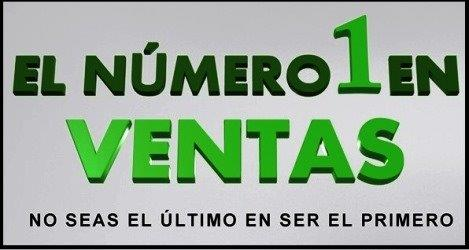 EL NÚMERO 1 EN
VENTAS
NO SEAS EL ÚLTIMO EN SER EL PRIMERO